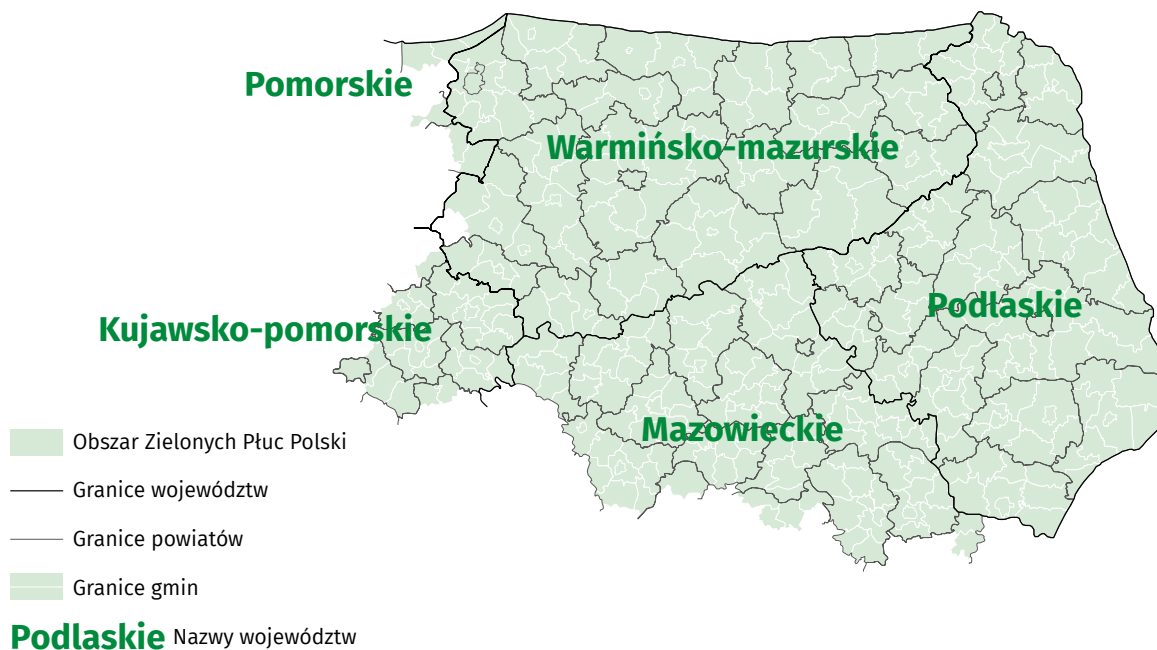 Pomorskie
Warmińsko-mazurskie
Podłaskie
Kujawsko-pomorskie
Mazowieckie
Obszar Zielonych Płuc Polski
Granice województw
Granice powiatów
Granice gmin
Podlaskie Nazwy województw